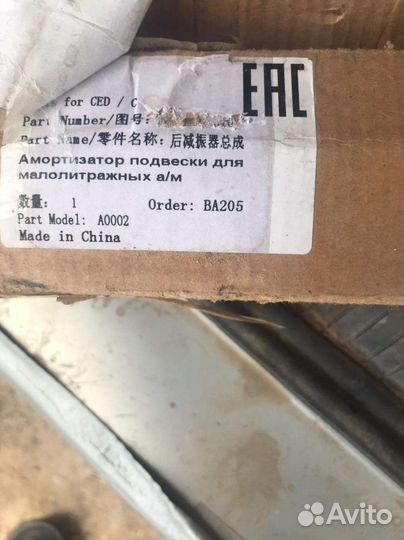 for CED / C
EAC
Part Number/图号:
Part Name/零件名称: 后减振器总成
Амортизатор подвески для
малолитражных а/м
数量: 1 Order: BA205
Part Model: A0002
Made in China
Avito